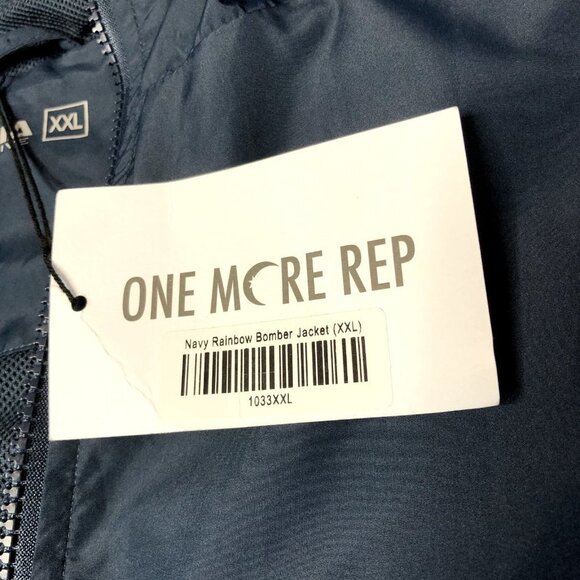 XXL
ONE MORE REP
Navy Rainbow Bomber Jacket (XXL)
1033XXL